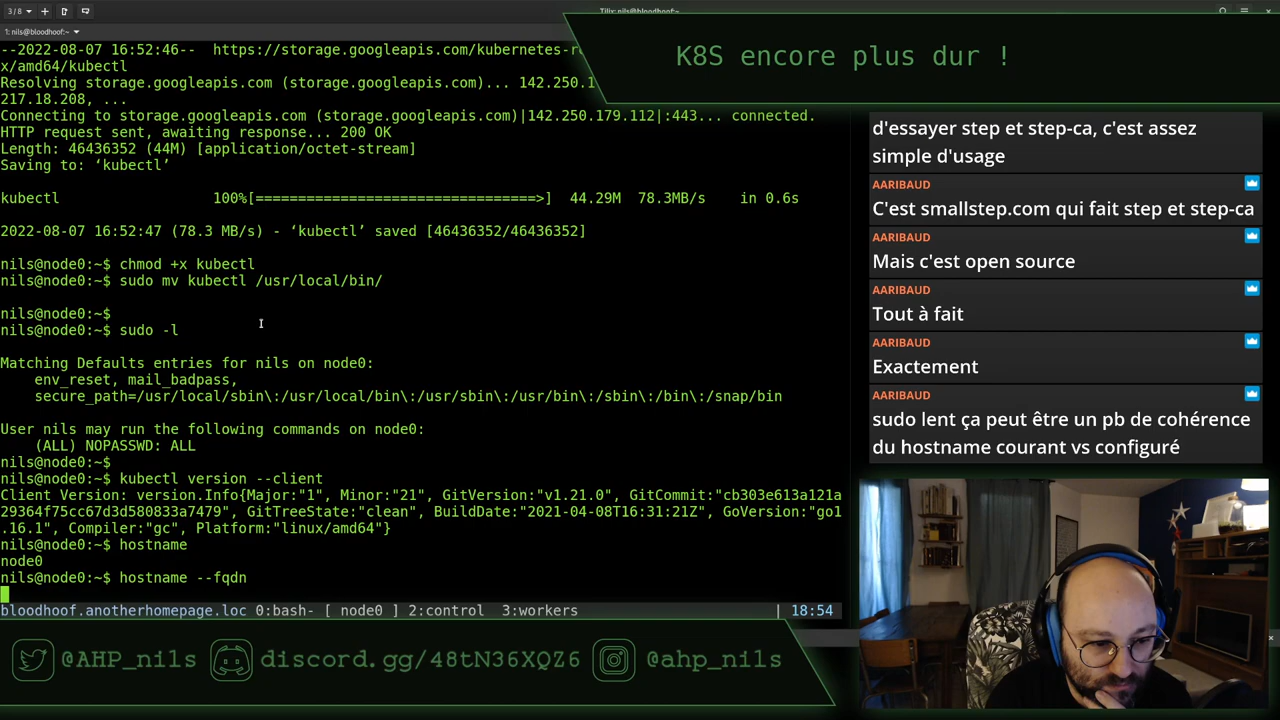 3/8
Tilix: nils@bloodhoof:~
1: nils@bloodhoof:~
K8S encore plus dur !
--2022-08-07 16:52:46-- https://storage.googleapis.com/kubernetes-re
x/amd64/kubectl
Resolving storage.googleapis.com (storage.googleapis.com)... 142.250.1
217.18.208, ...
Connecting to storage.googleapis.com (storage.googleapis.com)|142.250.179.112|:443... connected.
HTTP request sent, awaiting response... 200 OK
Length: 46436352 (44M) [application/octet-stream]
Saving to: ‘kubectl’
kubectl 100%[===============================>] 44.29M 78.3MB/s in 0.6s
2022-08-07 16:52:47 (78.3 MB/s) - ‘kubectl’ saved [46436352/46436352]
nils@node0:~$ chmod +x kubectl
nils@node0:~$ sudo mv kubectl /usr/local/bin/
nils@node0:~$
nils@node0:~$ sudo -l
Matching Defaults entries for nils on node0:
env_reset, mail_badpass,
secure_path=/usr/local/sbin\:/usr/local/bin\:/usr/sbin\:/usr/bin\:/sbin\:/bin\:/snap/bin
User nils may run the following commands on node0:
(ALL) NOPASSWD: ALL
nils@node0:~$
nils@node0:~$ kubectl version --client
Client Version: version.Info{Major:"1", Minor:"21", GitVersion:"v1.21.0", GitCommit:"cb303e613a121a
29364f75cc67d3d580833a7479", GitTreeState:"clean", BuildDate:"2021-04-08T16:31:21Z", GoVersion:"go1
.16.1", Compiler:"gc", Platform:"linux/amd64"}
nils@node0:~$ hostname
node0
nils@node0:~$ hostname --fqdn
bloodhoof.anotherhomepage.loc 0:bash- [ node0 ] 2:control 3:workers | 18:54
d'essayer step et step-ca, c'est assez
simple d'usage
AARIBAUD
C'est smallstep.com qui fait step et step-ca
AARIBAUD
Mais c'est open source
AARIBAUD
Tout à fait
AARIBAUD
Exactement
AARIBAUD
sudo lent ça peut être un pb de cohérence
du hostname courant vs configuré
@AHP_nils discord.gg/48tN36XQZ6 @ahp_nils